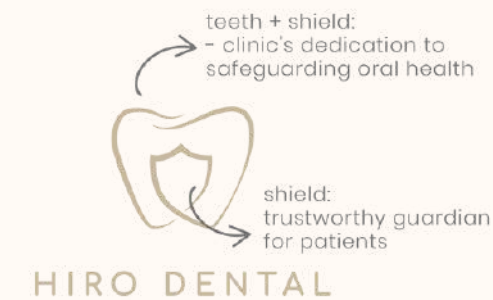 teeth + shield:
- clinic's dedication to
safeguarding oral health
shield:
trustworthy guardian
for patients
HIRO DENTAL